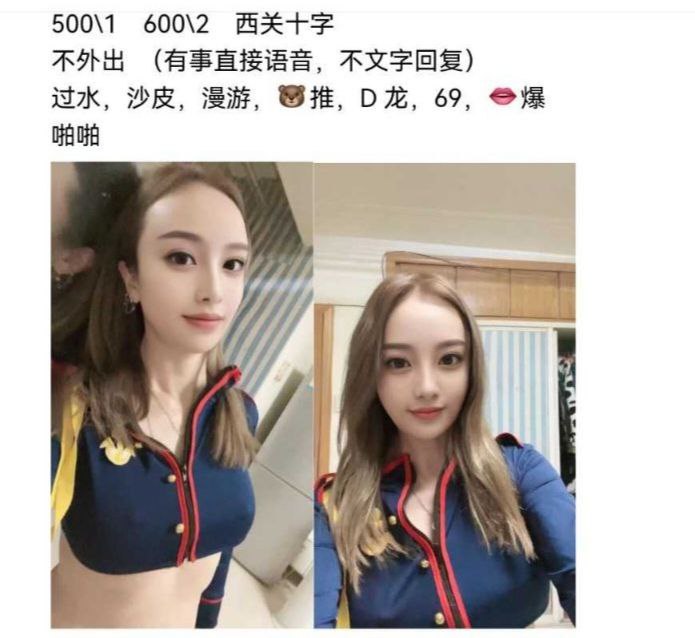 500\1 600\2 西关十字
不外出 （有事直接语音，不文字回复）
过水，沙皮，漫游，🐻推，D 龙，69，👄爆
啪啪